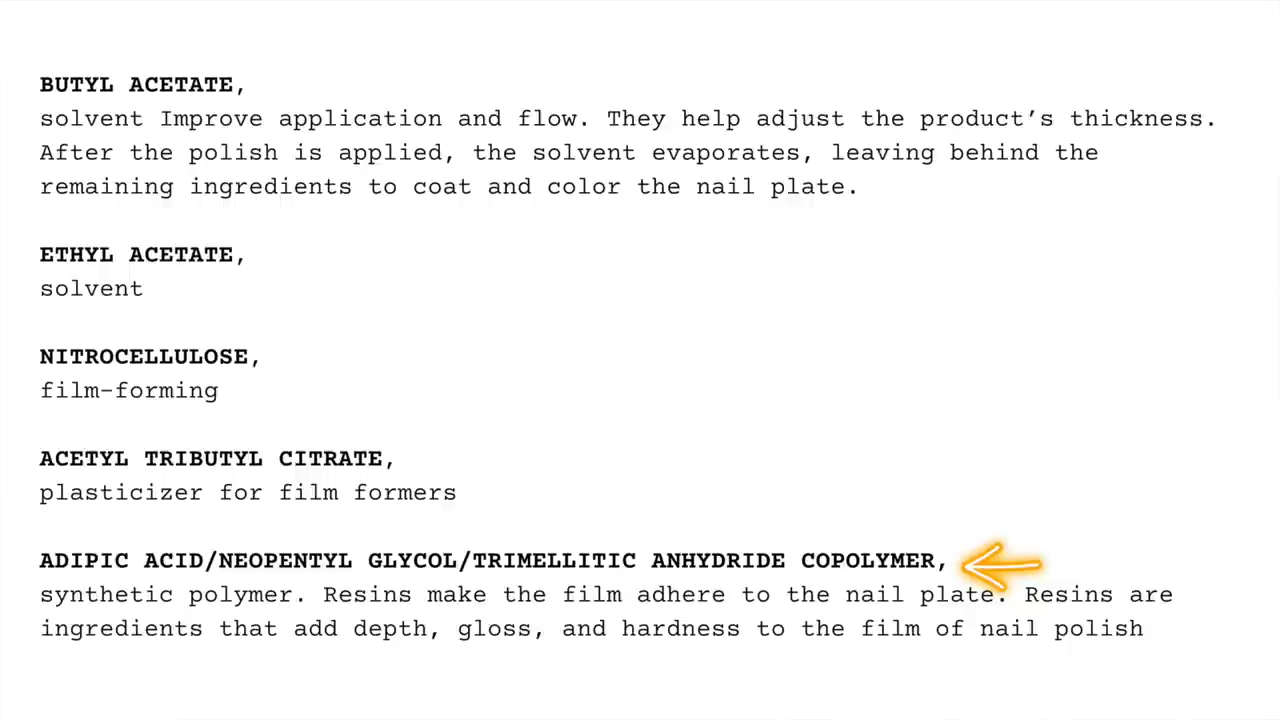 BUTYL ACETATE,
solvent Improve application and flow. They help adjust the product’s thickness.
After the polish is applied, the solvent evaporates, leaving behind the
remaining ingredients to coat and color the nail plate.
ETHYL ACETATE,
solvent
NITROCELLULOSE,
film-forming
ACETYL TRIBUTYL CITRATE,
plasticizer for film formers
ADIPIC ACID/NEOPENTYL GLYCOL/TRIMELLITIC ANHYDRIDE COPOLYMER,
synthetic polymer. Resins make the film adhere to the nail plate. Resins are
ingredients that add depth, gloss, and hardness to the film of nail polish